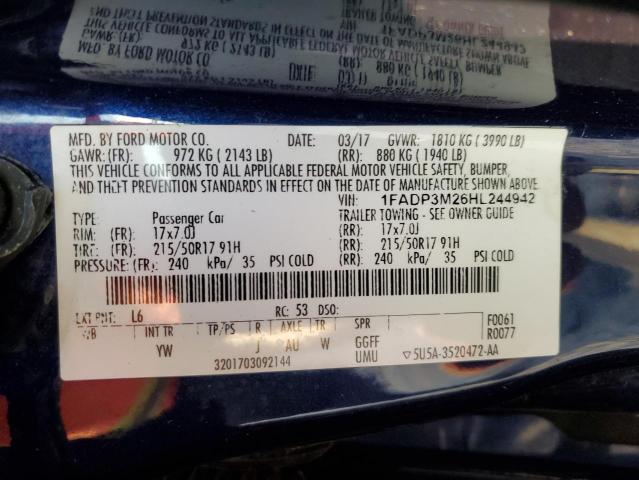 MFD. BY FORD MOTOR CO. DATE: 03/17 GVWR: 1810 KG ( 3990 LB)
GAWR: (FR) 972 KG ( 2143 LB) (RR) 880 KG ( 1940 LB)
THIS VEHICLE CONFORMS TO ALL APPLICABLE FEDERAL MOTOR VEHICLE SAFETY, BUMPER,
AND THEFT PREVENTION STANDARDS IN EFFECT ON THE DATE OF MANUFACTURE SHOWN ABOVE.
VIN: 1FADP3M26HL244942
TYPE: Passenger Car TRAILER TOWING - SEE OWNER GUIDE
RIM: (FR) 17x7.0J (RR) 17x7.0J
TIRE: (FR) 215/50R17 91H (RR) 215/50R17 91H
PRESSURE: (FR) 240 kPa/ 35 PSI COLD (RR) 240 kPa/ 35 PSI COLD
EXT PNT: L6 RC: 53 DSO: F0061
WB INT TR TP/PS R AXLE TR SPR R0077
YW J AU W GGFF
3201703092144 UMU ▽5U5A-3520472-AA